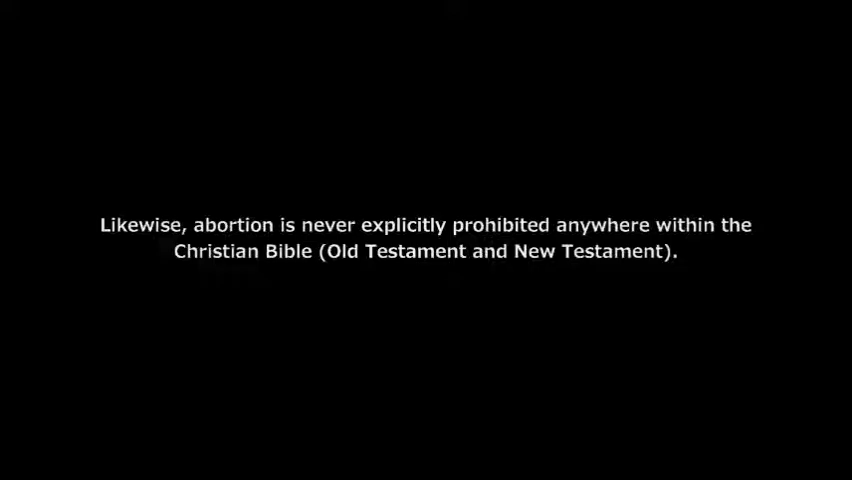 Likewise, abortion is never explicitly prohibited anywhere within the
Christian Bible (Old Testament and New Testament).